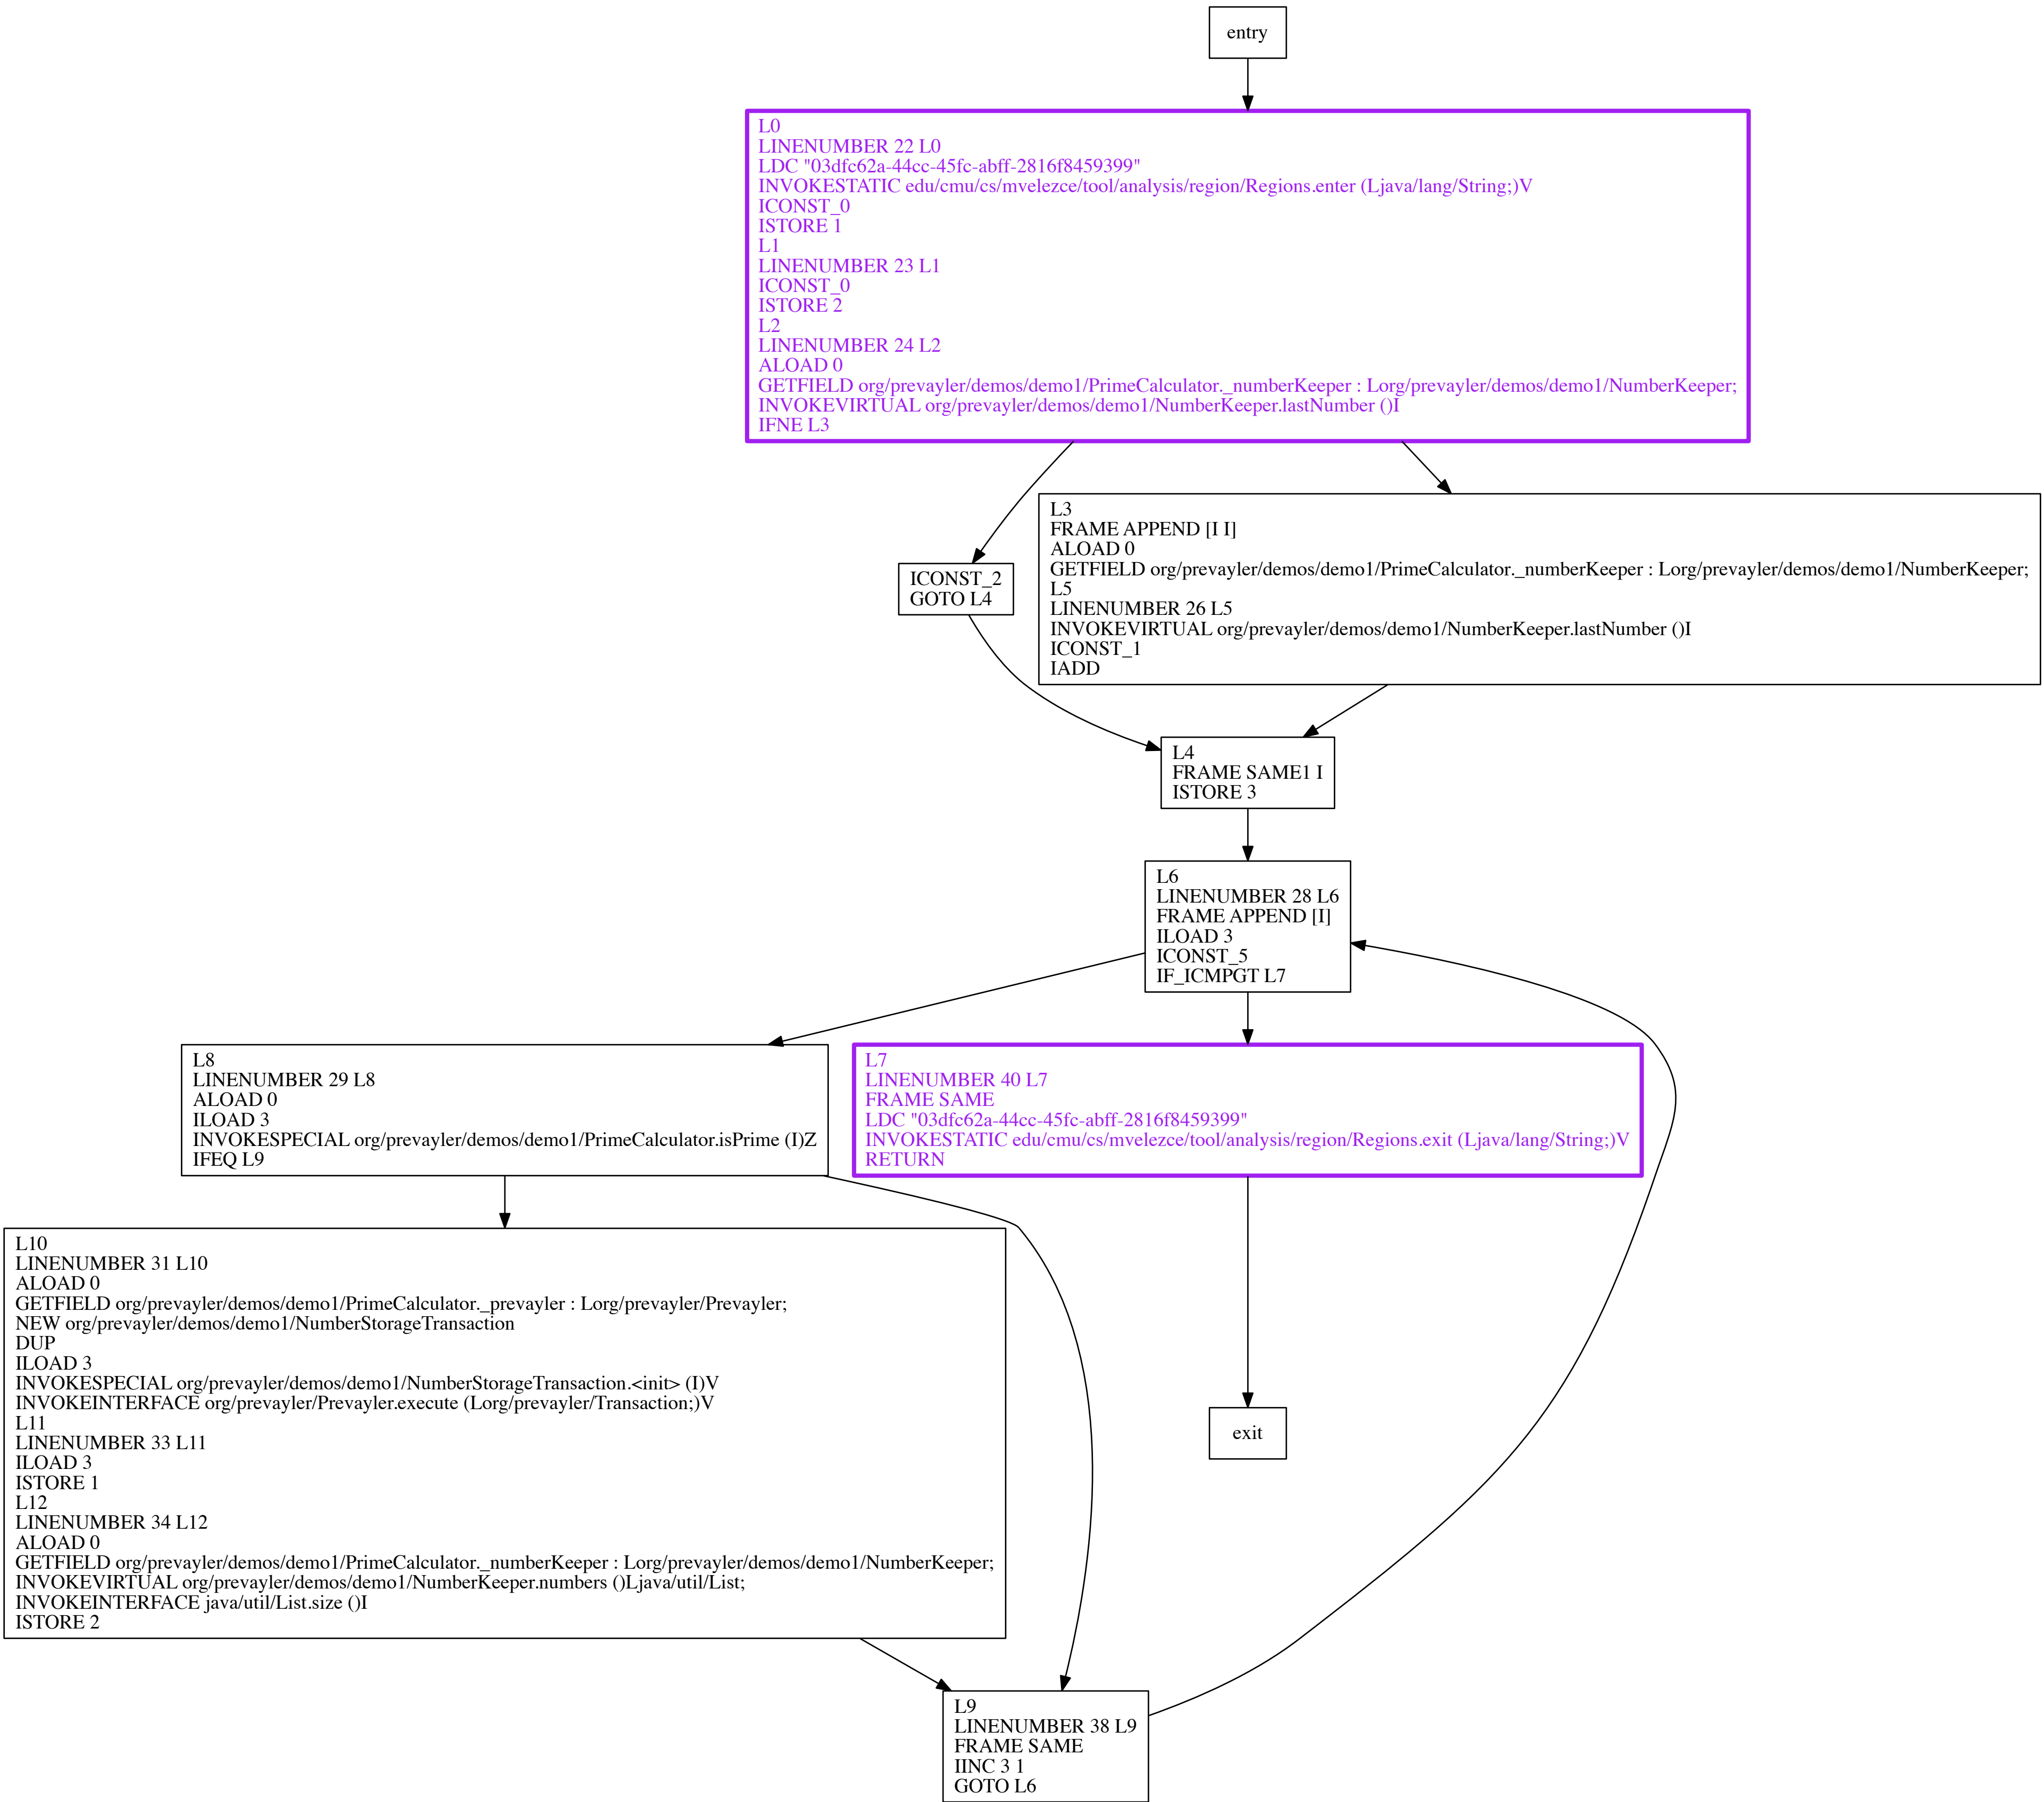 entry
L0
LINENUMBER 22 L0
LDC "03dfc62a-44cc-45fc-abff-2816f8459399"
INVOKESTATIC edu/cmu/cs/mvelezce/tool/analysis/region/Regions.enter (Ljava/lang/String;)V
ICONST_0
ISTORE 1
L1
LINENUMBER 23 L1
ICONST_0
ISTORE 2
L2
LINENUMBER 24 L2
ALOAD 0
GETFIELD org/prevayler/demos/demo1/PrimeCalculator._numberKeeper : Lorg/prevayler/demos/demo1/NumberKeeper;
INVOKEVIRTUAL org/prevayler/demos/demo1/NumberKeeper.lastNumber ()I
IFNE L3
ICONST_2
GOTO L4
L3
FRAME APPEND [I I]
ALOAD 0
GETFIELD org/prevayler/demos/demo1/PrimeCalculator._numberKeeper : Lorg/prevayler/demos/demo1/NumberKeeper;
L5
LINENUMBER 26 L5
INVOKEVIRTUAL org/prevayler/demos/demo1/NumberKeeper.lastNumber ()I
ICONST_1
IADD
L4
FRAME SAME1 I
ISTORE 3
L6
LINENUMBER 28 L6
FRAME APPEND [I]
ILOAD 3
ICONST_5
IF_ICMPGT L7
L8
LINENUMBER 29 L8
ALOAD 0
ILOAD 3
INVOKESPECIAL org/prevayler/demos/demo1/PrimeCalculator.isPrime (I)Z
IFEQ L9
L7
LINENUMBER 40 L7
FRAME SAME
LDC "03dfc62a-44cc-45fc-abff-2816f8459399"
INVOKESTATIC edu/cmu/cs/mvelezce/tool/analysis/region/Regions.exit (Ljava/lang/String;)V
RETURN
L10
LINENUMBER 31 L10
ALOAD 0
GETFIELD org/prevayler/demos/demo1/PrimeCalculator._prevayler : Lorg/prevayler/Prevayler;
NEW org/prevayler/demos/demo1/NumberStorageTransaction
DUP
ILOAD 3
INVOKESPECIAL org/prevayler/demos/demo1/NumberStorageTransaction.<init> (I)V
INVOKEINTERFACE org/prevayler/Prevayler.execute (Lorg/prevayler/Transaction;)V
L11
LINENUMBER 33 L11
ILOAD 3
ISTORE 1
L12
LINENUMBER 34 L12
ALOAD 0
GETFIELD org/prevayler/demos/demo1/PrimeCalculator._numberKeeper : Lorg/prevayler/demos/demo1/NumberKeeper;
INVOKEVIRTUAL org/prevayler/demos/demo1/NumberKeeper.numbers ()Ljava/util/List;
INVOKEINTERFACE java/util/List.size ()I
ISTORE 2
exit
L9
LINENUMBER 38 L9
FRAME SAME
IINC 3 1
GOTO L6